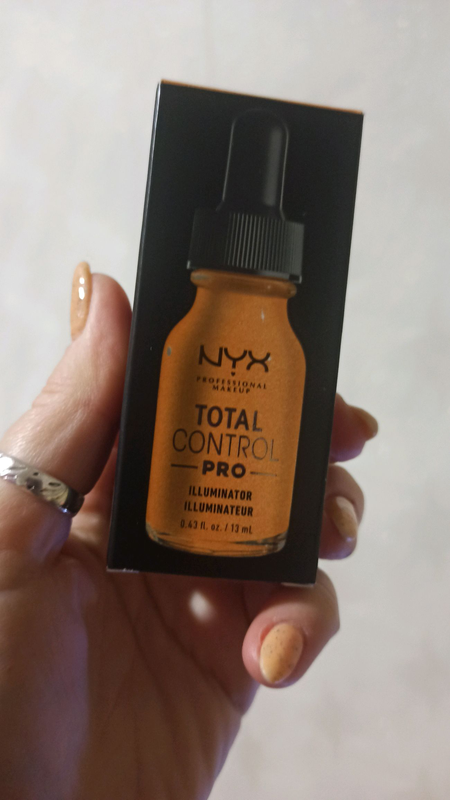 NYX
PROFESSIONAL
MAKEUP
TOTAL
CONTROL
PRO
ILLUMINATOR
ILLUMINATEUR
0.43 fl. oz. / 13 mL